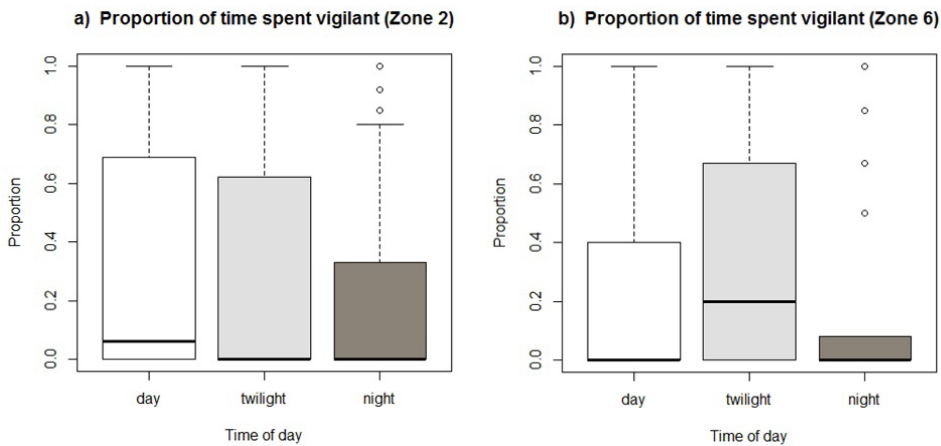 a) Proportion of time spent vigilant (Zone 2)
1.0
0.8
0.6
0.4
0.2
0.0
Proportion
day twilight night
Time of day
b) Proportion of time spent vigilant (Zone 6)
1.0
0.8
0.6
0.4
0.2
0.0
Proportion
day twilight night
Time of day